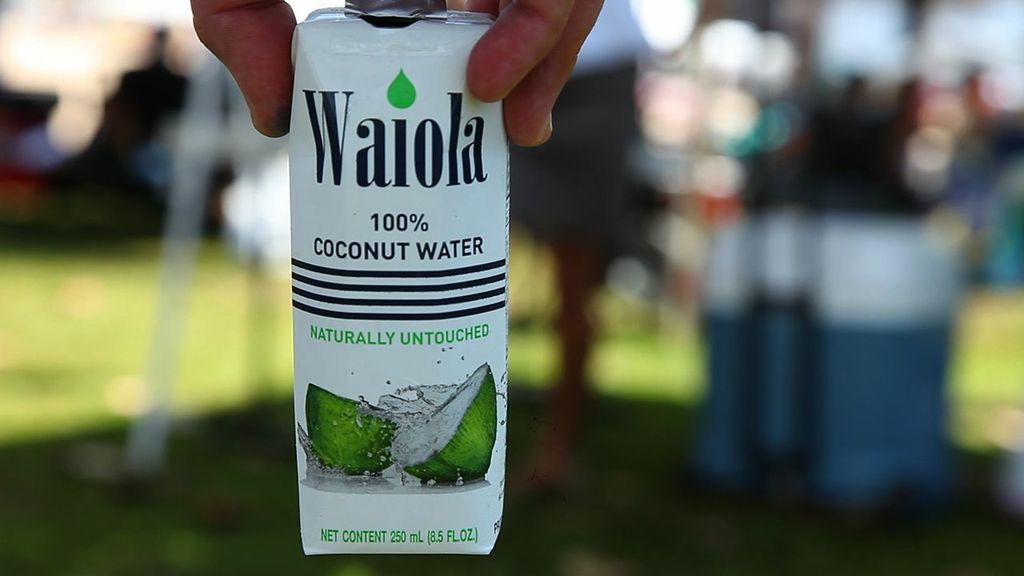 Waiola
100%
COCONUT WATER
NATURALLY UNTOUCHED
NET CONTENT 250 mL (8.5 FL.OZ.)